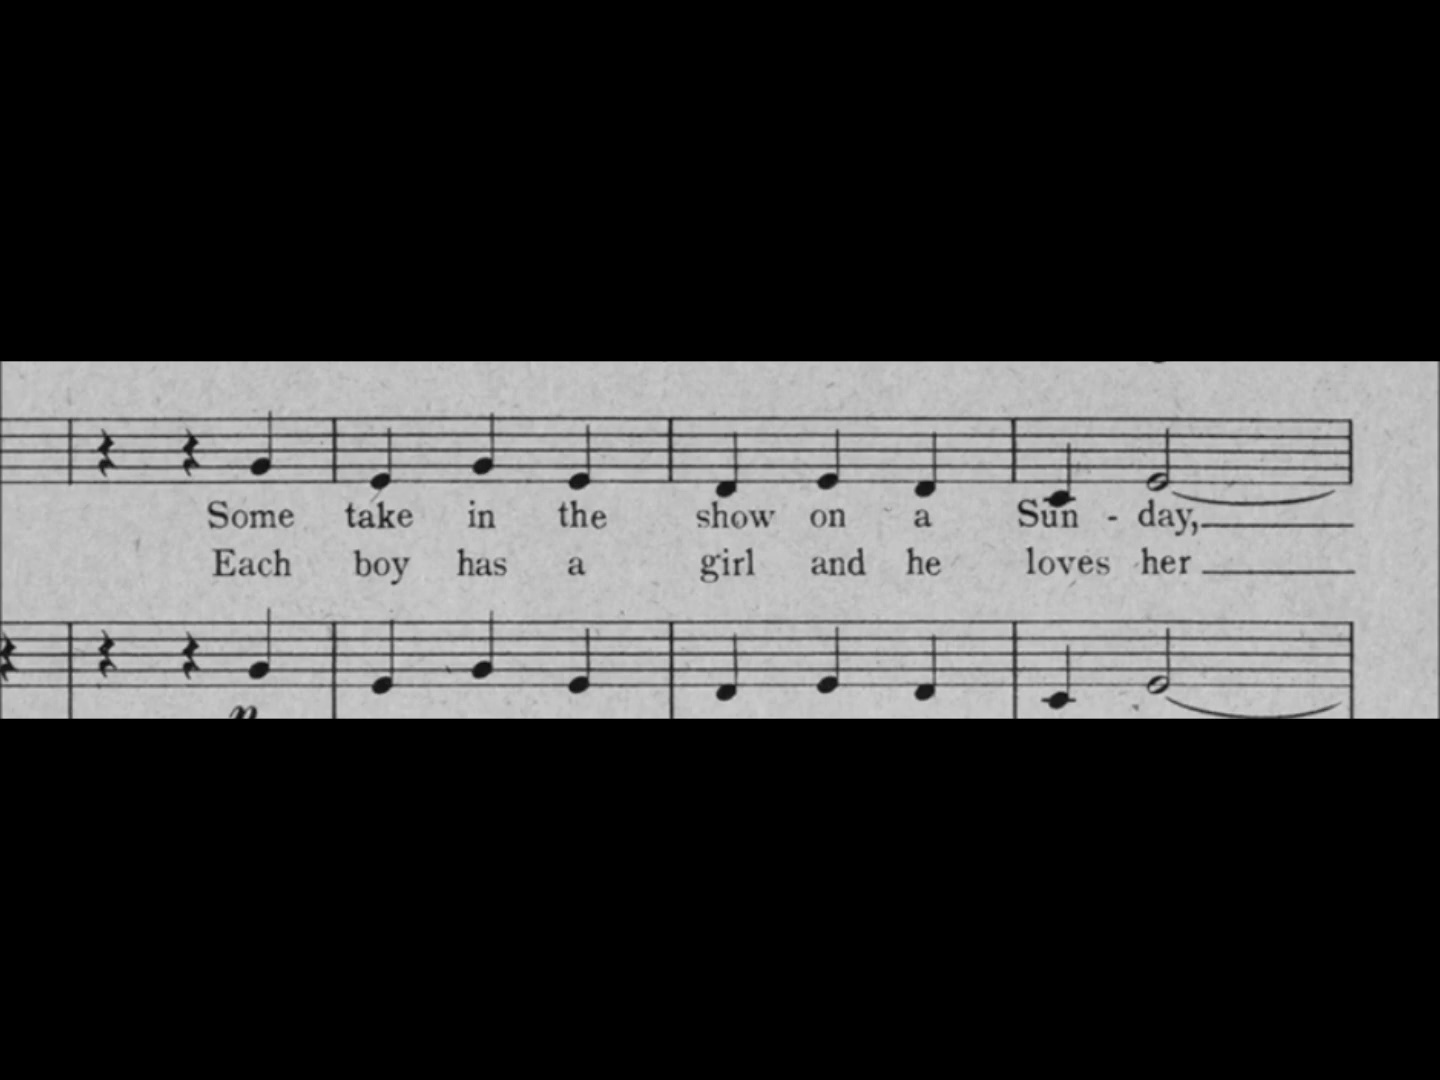 Some take in the show on a Sun - day,
Each boy has a girl and he loves her
p